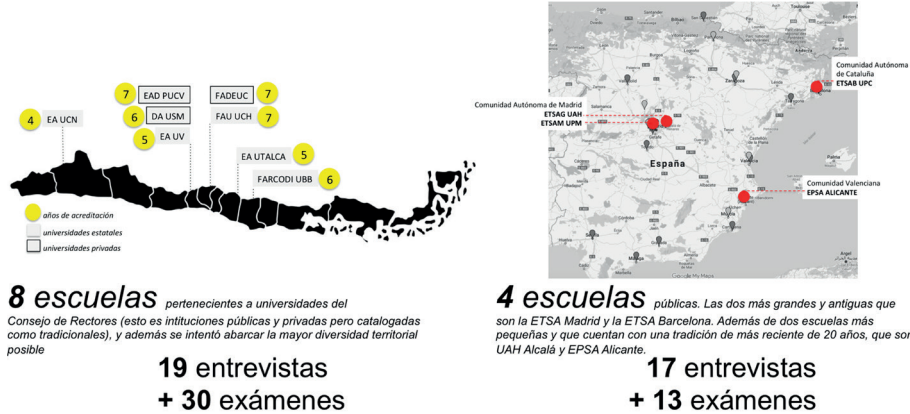 4 EA UCN
7 EAD PUCV
6 DA USM
5 EA UV
FADEUC 7
FAU UCH 7
EA UTALCA 5
FARCODI UBB 6
años de acreditación
universidades estatales
universidades privadas
8 escuelas pertenecientes a universidades del
Consejo de Rectores (esto es intituciones públicas y privadas pero catalogadas
como tradicionales), y además se intentó abarcar la mayor diversidad territorial
posible
19 entrevistas
+ 30 exámenes
Comunidad Autónoma
de Cataluña
ETSAB UPC
Comunidad Autónoma de Madrid
ETSAG UAH
ETSAM UPM
España
Comunidad Valenciana
EPSA ALICANTE
Google My Maps
4 escuelas públicas. Las dos más grandes y antiguas que
son la ETSA Madrid y la ETSA Barcelona. Además de dos escuelas más
pequeñas y que cuentan con una tradición de más reciente de 20 años, que son
UAH Alcalá y EPSA Alicante.
17 entrevistas
+ 13 exámenes